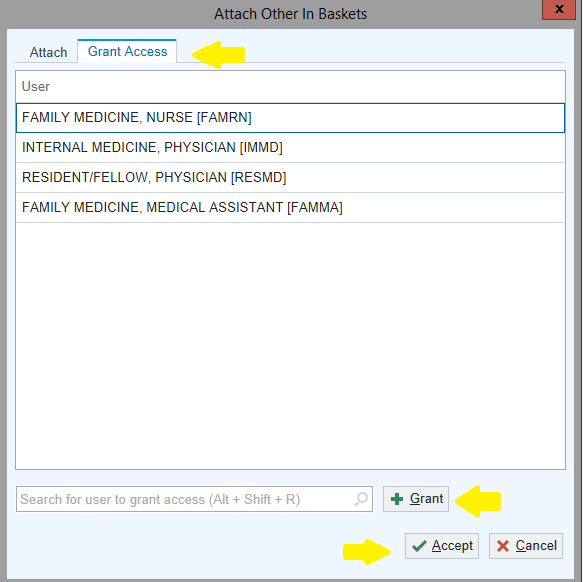 Attach Other In Baskets
x
Attach Grant Access
User
FAMILY MEDICINE, NURSE [FAMRN]
INTERNAL MEDICINE, PHYSICIAN [IMMD]
RESIDENT/FELLOW, PHYSICIAN [RESMD]
FAMILY MEDICINE, MEDICAL ASSISTANT [FAMMA]
Search for user to grant access (Alt + Shift + R) Grant
Accept Cancel